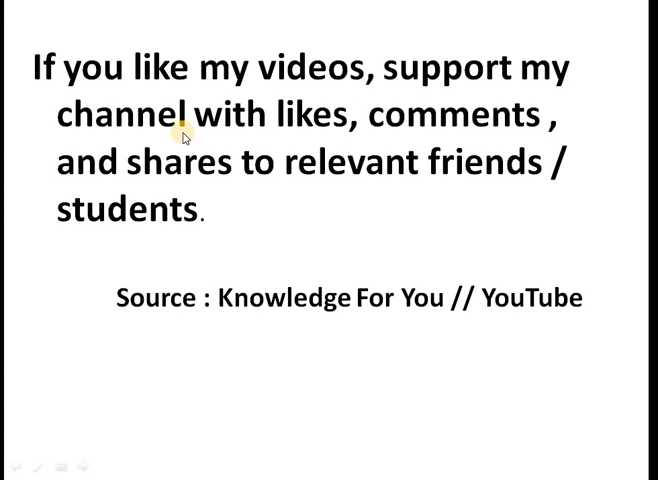 If you like my videos, support my
channel with likes, comments ,
and shares to relevant friends /
students.
Source : Knowledge For You // YouTube